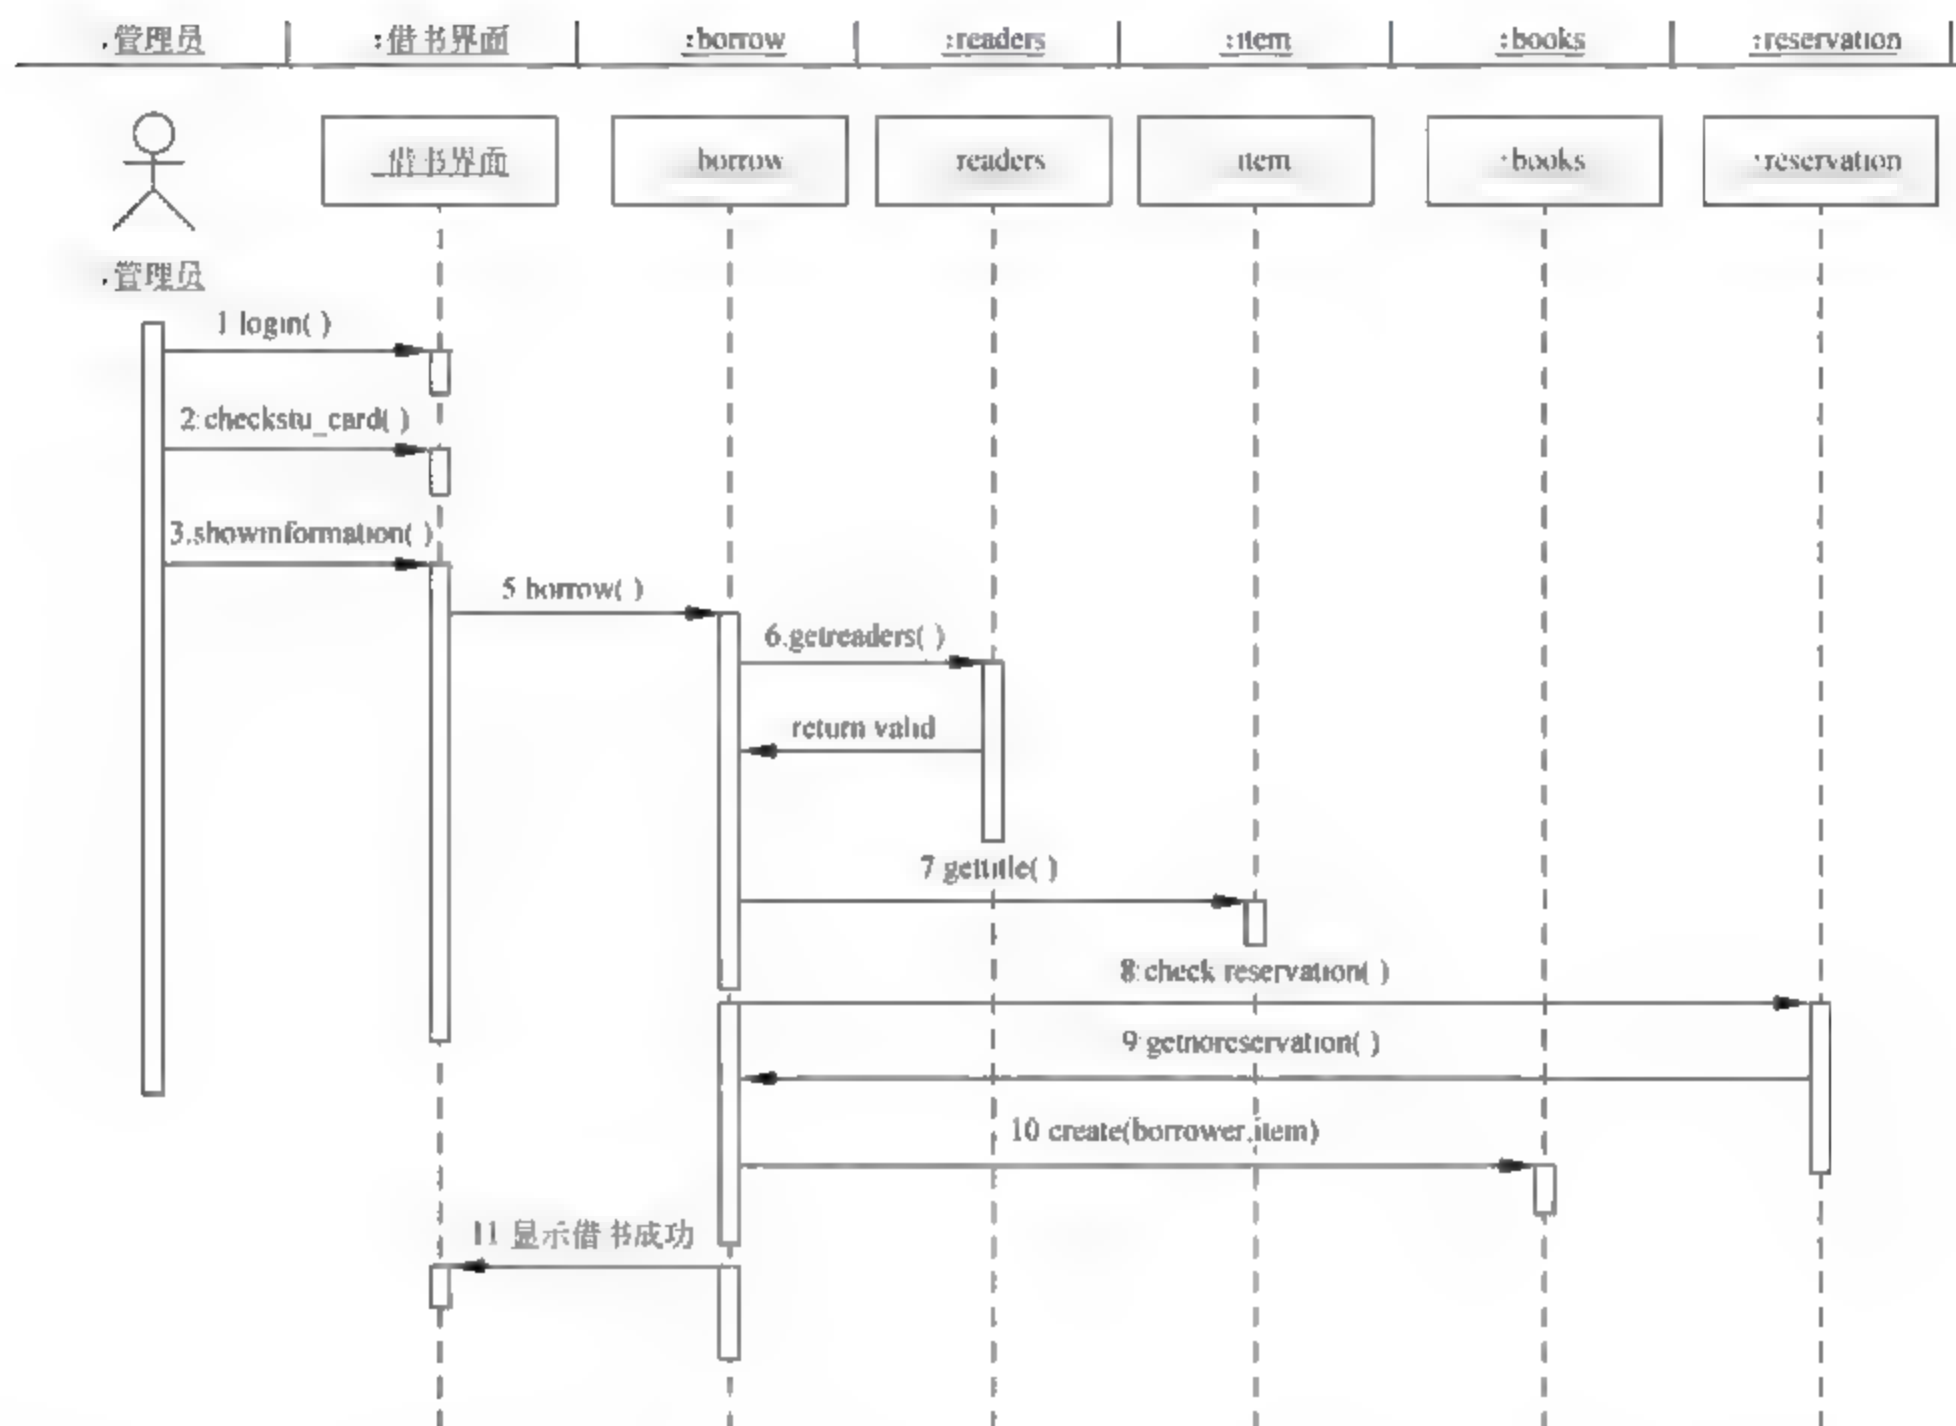 :管理员 :借书界面 :borrow :readers :item :books :reservation
:借书界面 borrow readers item :books :reservation
:管理员
1 login( )
2:checkstu_card( )
3.showinformation( )
5 borrow( )
6.getreaders( )
return valid
7 gettitle( )
8:check reservation( )
9 getnoreservation( )
10 create(borrower,item)
11 显示借书成功